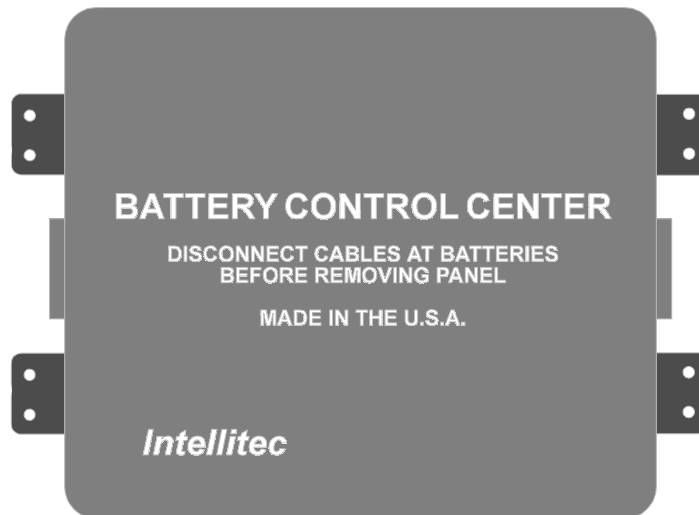 BATTERY CONTROL CENTER
DISCONNECT CABLES AT BATTERIES
BEFORE REMOVING PANEL
MADE IN THE U.S.A.
Intellitec